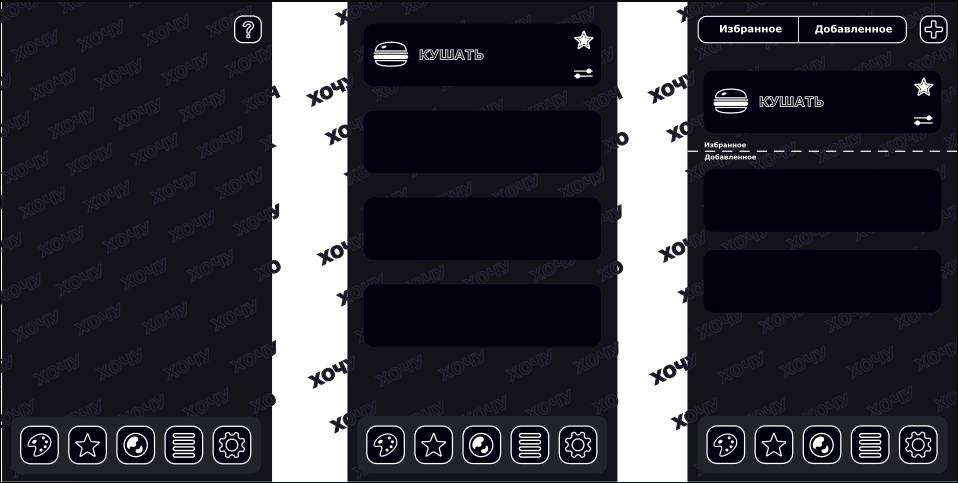 ?
КУШАТЬ
Избранное
Добавленное
КУШАТЬ
Избранное
Добавленное
хочу